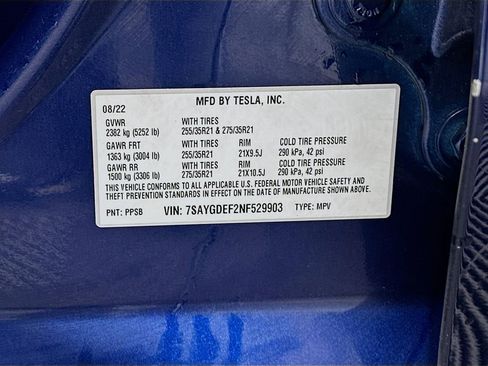 08/22 MFD BY TESLA, INC.
GVWR WITH TIRES
2382 kg (5252 lb) 255/35R21 & 275/35R21
GAWR FRT WITH TIRES RIM COLD TIRE PRESSURE
1363 kg (3004 lb) 255/35R21 21X9.5J 290 kPa, 42 psi
GAWR RR WITH TIRES RIM COLD TIRE PRESSURE
1500 kg (3306 lb) 275/35R21 21X10.5J 290 kPa, 42 psi
THIS VEHICLE CONFORMS TO ALL APPLICABLE U.S. FEDERAL MOTOR VEHICLE SAFETY AND
THEFT PREVENTION STANDARDS IN EFFECT ON THE DATE OF MANUFACTURE SHOWN ABOVE.
PNT: PPSB VIN: 7SAYGDEF2NF529903 TYPE: MPV